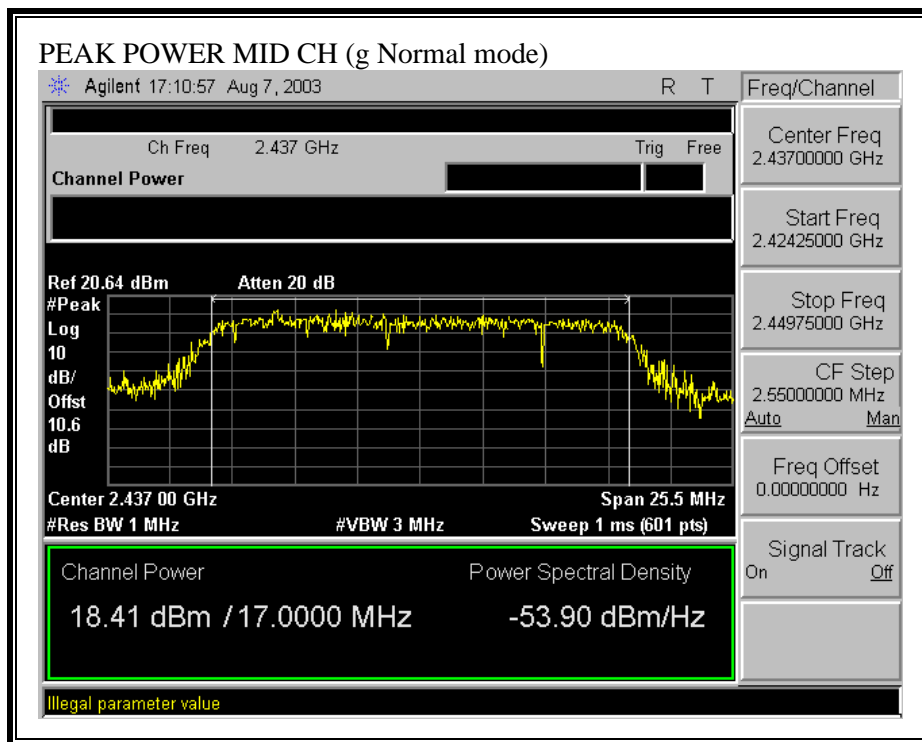 PEAK POWER MID CH (g Normal mode)
Agilent 17:10:57 Aug 7, 2003 R T Freq/Channel
Ch Freq 2.437 GHz Trig Free
Channel Power
Center Freq
2.43700000 GHz
Start Freq
2.42425000 GHz
Stop Freq
2.44975000 GHz
CF Step
2.55000000 MHz
Auto Man
Freq Offset
0.00000000 Hz
Signal Track
On Off
Ref 20.64 dBm Atten 20 dB
#Peak
Log
10
dB/
Offst
10.6
dB
Center 2.437 00 GHz Span 25.5 MHz
#Res BW 1 MHz #VBW 3 MHz Sweep 1 ms (601 pts)
Channel Power Power Spectral Density
18.41 dBm / 17.0000 MHz -53.90 dBm/Hz
Illegal parameter value